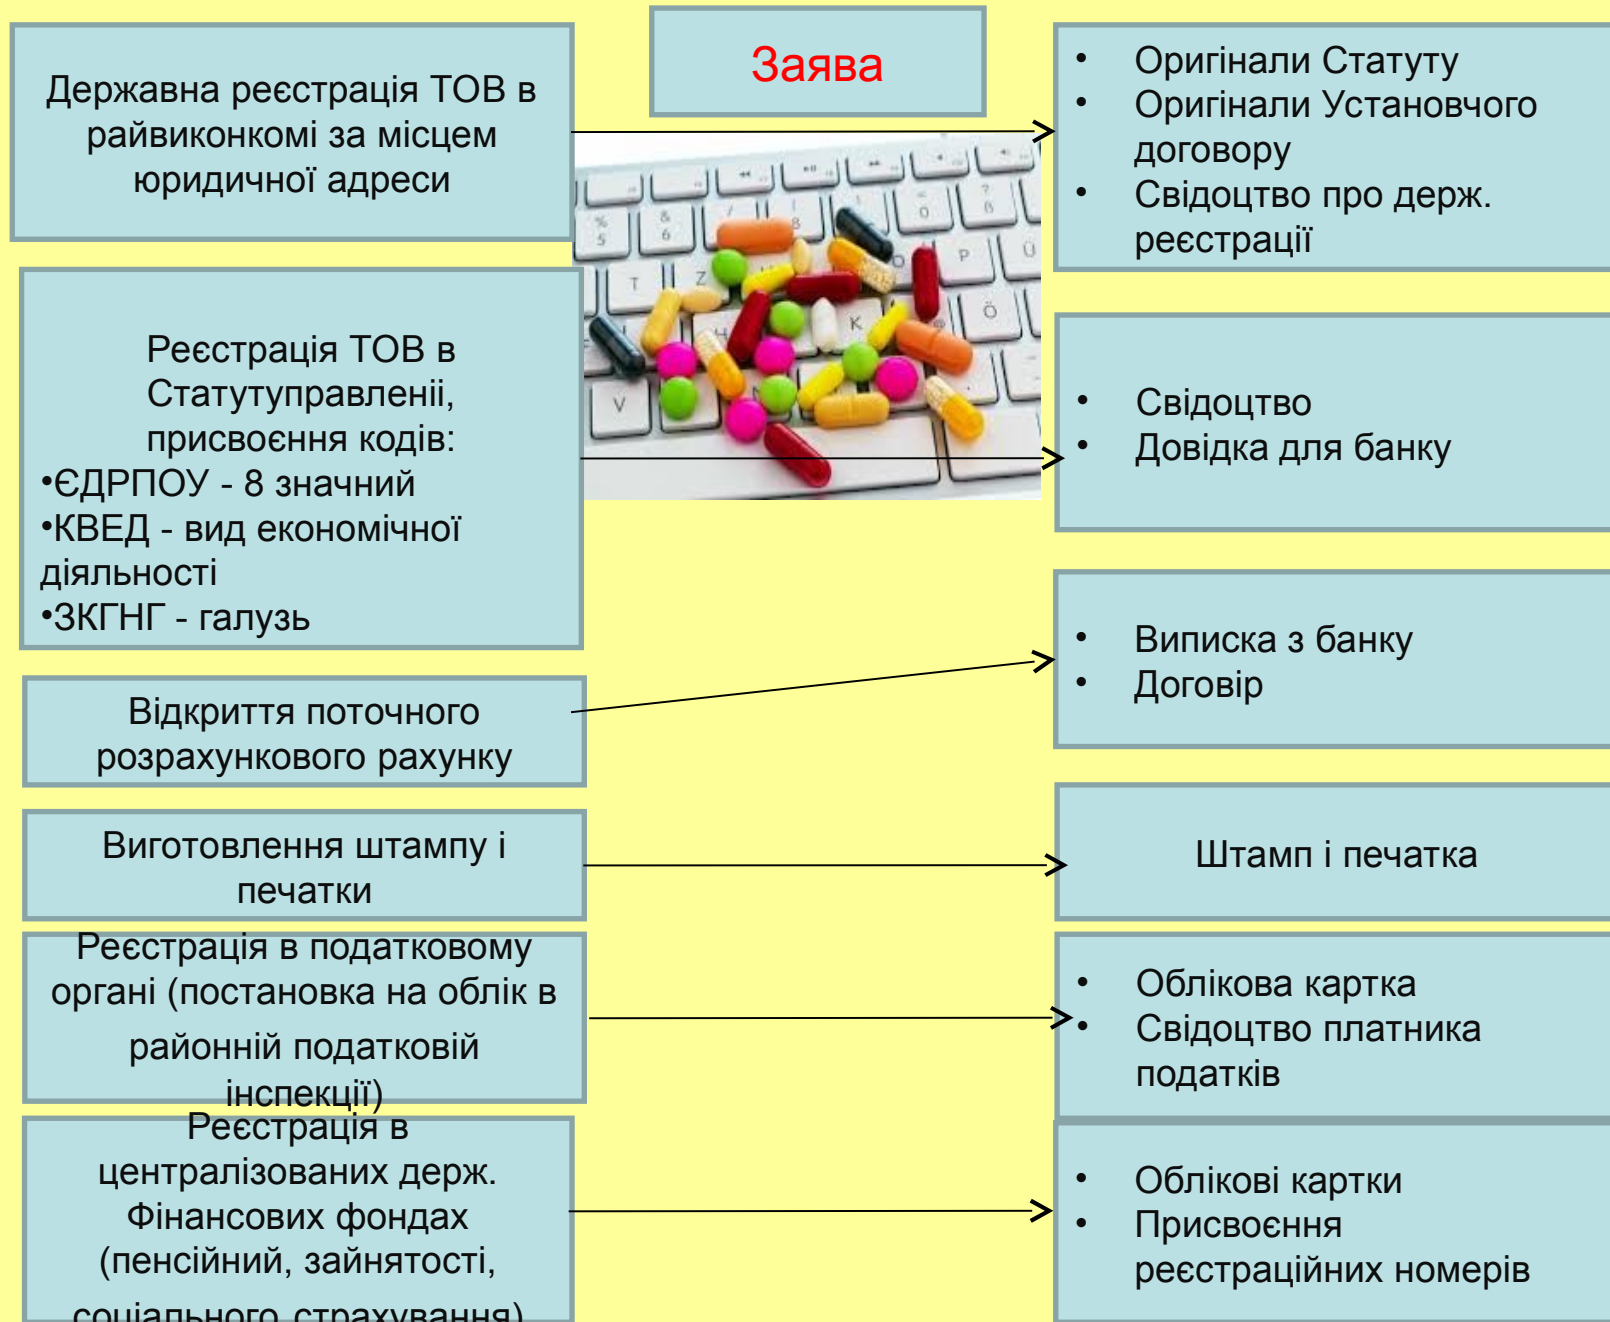 Заява
Державна реєстрація ТОВ в
райвиконкомі за місцем
юридичної адреси
• Оригінали Статуту
• Оригінали Установчого
договору
• Свідоцтво про держ.
реєстрації
Реєстрація ТОВ в
Статутуправленіі,
присвоєння кодів:
•ЄДРПОУ - 8 значний
•КВЕД - вид економічної
діяльності
•ЗКГНГ - галузь
• Свідоцтво
• Довідка для банку
Відкриття поточного
розрахункового рахунку
• Виписка з банку
• Договір
Виготовлення штампу і
печатки
Штамп і печатка
Реєстрація в податковому
органі (постановка на облік в
районній податковій
інспекції)
• Облікова картка
• Свідоцтво платника
податків
Реєстрація в
централізованих держ.
Фінансових фондах
(пенсійний, зайнятості,
соціального страхування)
• Облікові картки
• Присвоєння
реєстраційних номерів